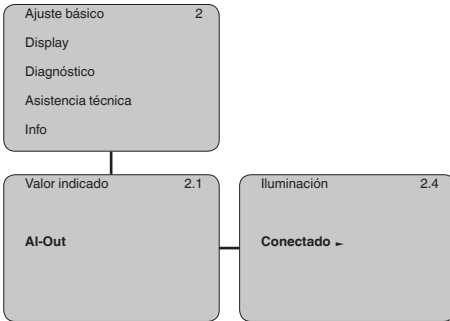 Ajuste básico 2
Display
Diagnóstico
Asistencia técnica
Info
Valor indicado 2.1
AI-Out
Iluminación 2.4
Conectado ►